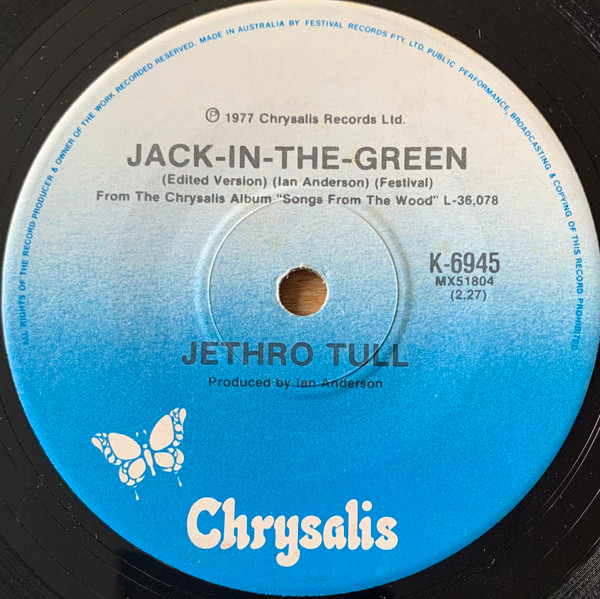 ALL RIGHTS OF THE RECORD PRODUCER & OWNER OF THE WORK RECORDED RESERVED. MADE IN AUSTRALIA BY FESTIVAL RECORDS PTY. LTD. PUBLIC PERFORMANCE, BROADCASTING & COPYING OF THIS RECORD PROHIBITED
Ⓟ 1977 Chrysalis Records Ltd.
JACK-IN-THE-GREEN
(Edited Version) (Ian Anderson) (Festival)
From The Chrysalis Album "Songs From The Wood" L-36,078
K-6945
MX51804
(2.27)
JETHRO TULL
Produced by Ian Anderson
Chrysalis